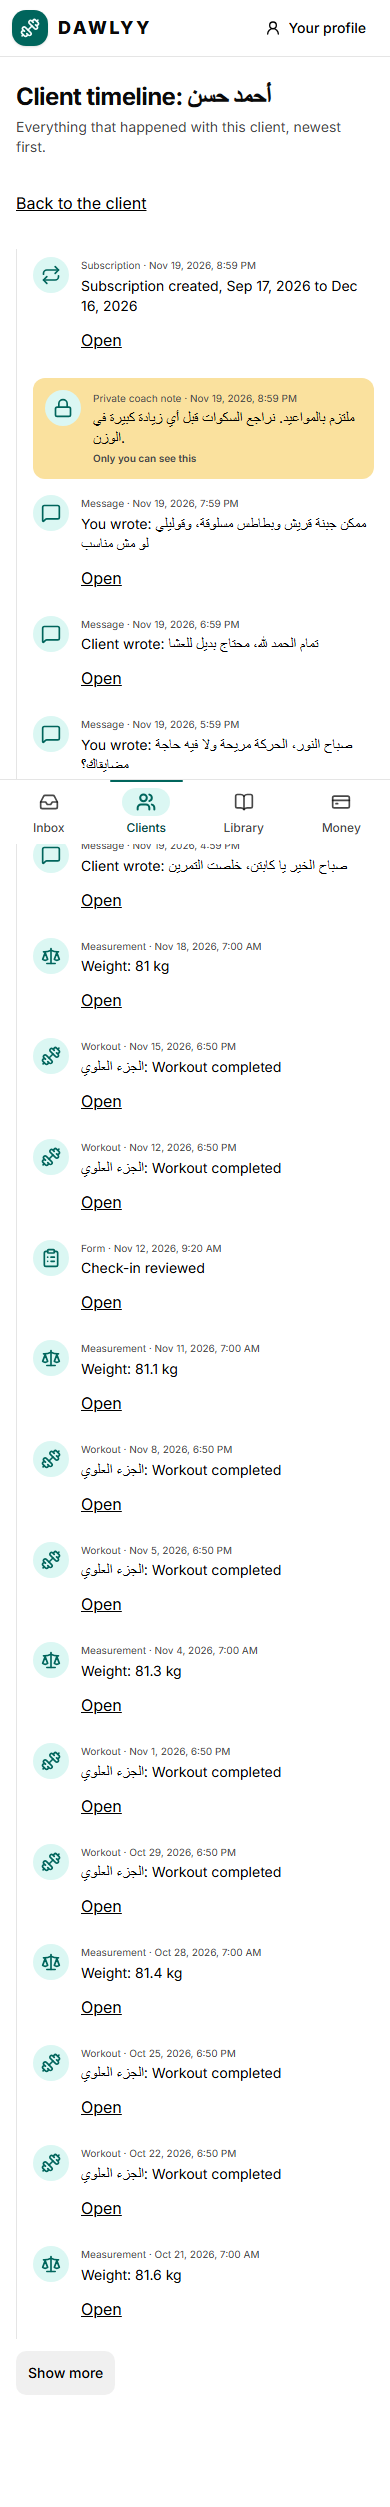 DAWLYY
Your profile
Client timeline: أحمد حسن
Everything that happened with this client, newest
first.
Back to the client
Subscription · Nov 19, 2026, 8:59 PM
Subscription created, Sep 17, 2026 to Dec
16, 2026
Open
Private coach note · Nov 19, 2026, 8:59 PM
ملتزم بالمواعيد. نراجع السكوات قبل أي زيادة كبيرة في
الوزن.
Only you can see this
Message · Nov 19, 2026, 7:59 PM
You wrote: ممكن جبنة قريش وبطاطس مسلوقة، وقوليلي
لو مش مناسب
Open
Message · Nov 19, 2026, 6:59 PM
Client wrote: تمام الحمد لله، محتاج بديل للعشا
Open
Message · Nov 19, 2026, 5:59 PM
You wrote: صباح النور، الحركة مريحة ولا فيه حاجة
مضايقاك؟
Inbox
Clients
Library
Money
Message · Nov 19, 2026, 4:59 PM
Client wrote: صباح الخير يا كابتن، خلصت التمرين
Open
Measurement · Nov 18, 2026, 7:00 AM
Weight: 81 kg
Open
Workout · Nov 15, 2026, 6:50 PM
الجزء العلوي: Workout completed
Open
Workout · Nov 12, 2026, 6:50 PM
الجزء العلوي: Workout completed
Open
Form · Nov 12, 2026, 9:20 AM
Check-in reviewed
Open
Measurement · Nov 11, 2026, 7:00 AM
Weight: 81.1 kg
Open
Workout · Nov 8, 2026, 6:50 PM
الجزء العلوي: Workout completed
Open
Workout · Nov 5, 2026, 6:50 PM
الجزء العلوي: Workout completed
Open
Measurement · Nov 4, 2026, 7:00 AM
Weight: 81.3 kg
Open
Workout · Nov 1, 2026, 6:50 PM
الجزء العلوي: Workout completed
Open
Workout · Oct 29, 2026, 6:50 PM
الجزء العلوي: Workout completed
Open
Measurement · Oct 28, 2026, 7:00 AM
Weight: 81.4 kg
Open
Workout · Oct 25, 2026, 6:50 PM
الجزء العلوي: Workout completed
Open
Workout · Oct 22, 2026, 6:50 PM
الجزء العلوي: Workout completed
Open
Measurement · Oct 21, 2026, 7:00 AM
Weight: 81.6 kg
Open
Show more